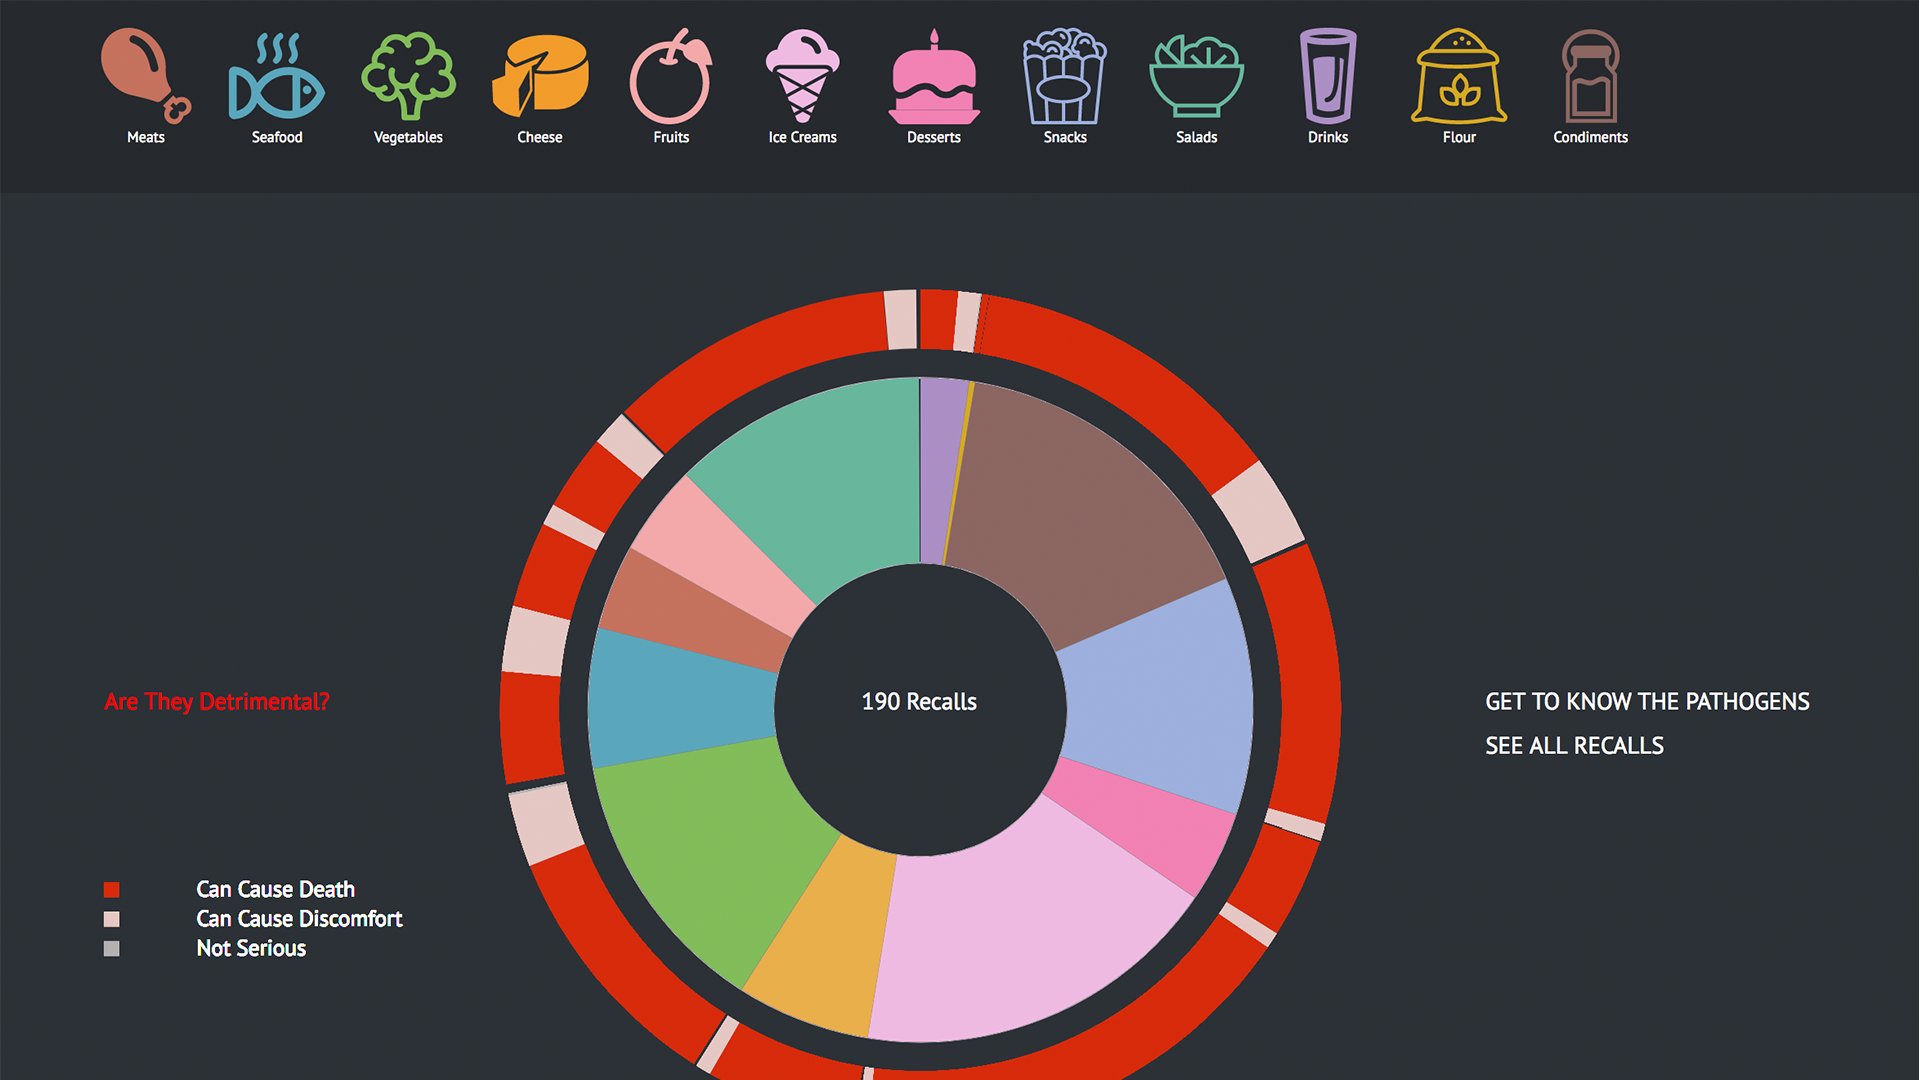 Meats
Seafood
Vegetables
Cheese
Fruits
Ice Creams
Desserts
Snacks
Salads
Drinks
Flour
Condiments
Are They Detrimental?
190 Recalls
GET TO KNOW THE PATHOGENS
SEE ALL RECALLS
Can Cause Death
Can Cause Discomfort
Not Serious